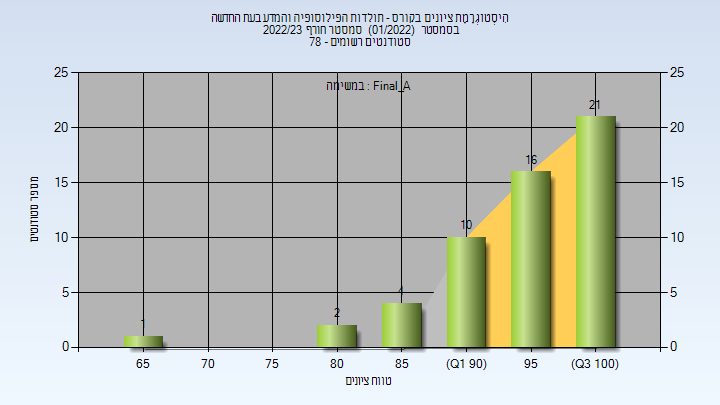 הִיסְטוֹגְרָמַת ציונים בקורס - תולדות הפילוסופיה והמדע בעת החדשה
בסמסטר (01/2022) סמסטר חורף 2022/23
סטודנטים רשומים - 78
במשימה : Final_A
מספר סטודנטים
25 25
20 20
15 15
10 10
5 5
0 0
1 2 4 10 16 21
65 70 75 80 85 (Q1 90) 95 (Q3 100)
טווח ציונים